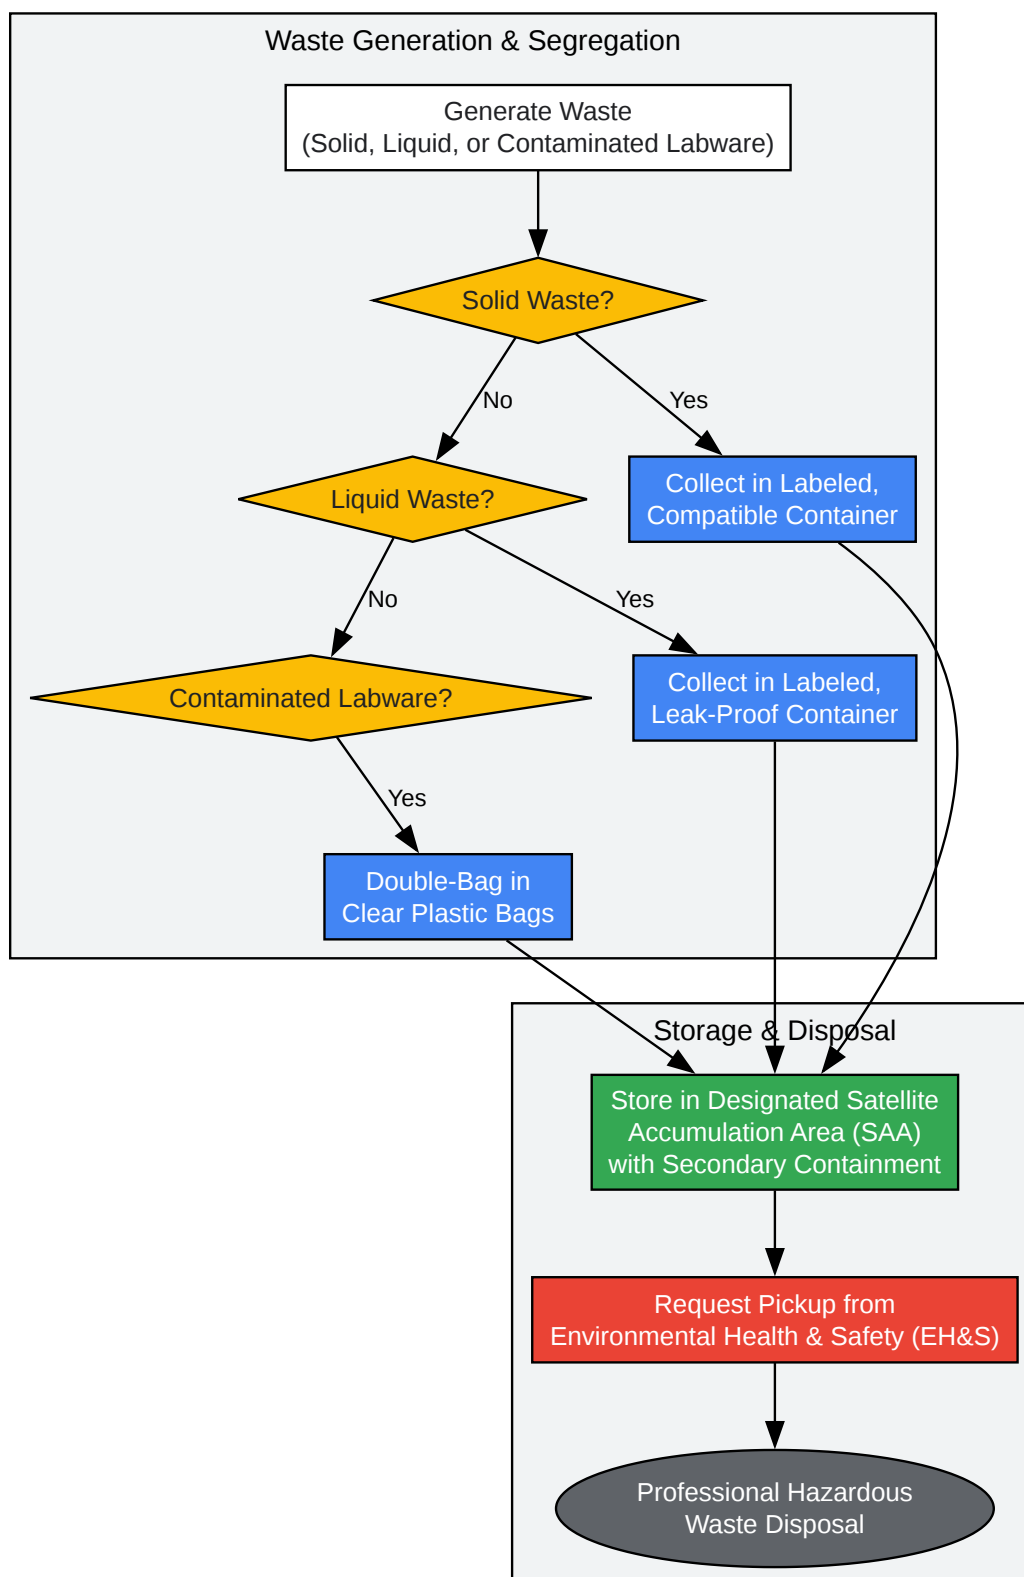 Waste Generation & Segregation
Generate Waste
(Solid, Liquid, or Contaminated Labware)
Solid Waste?
No
Yes
Liquid Waste?
Collect in Labeled,
Compatible Container
No
Yes
Contaminated Labware?
Collect in Labeled,
Leak-Proof Container
Yes
Double-Bag in
Clear Plastic Bags
Storage & Disposal
Store in Designated Satellite
Accumulation Area (SAA)
with Secondary Containment
Request Pickup from
Environmental Health & Safety (EH&S)
Professional Hazardous
Waste Disposal